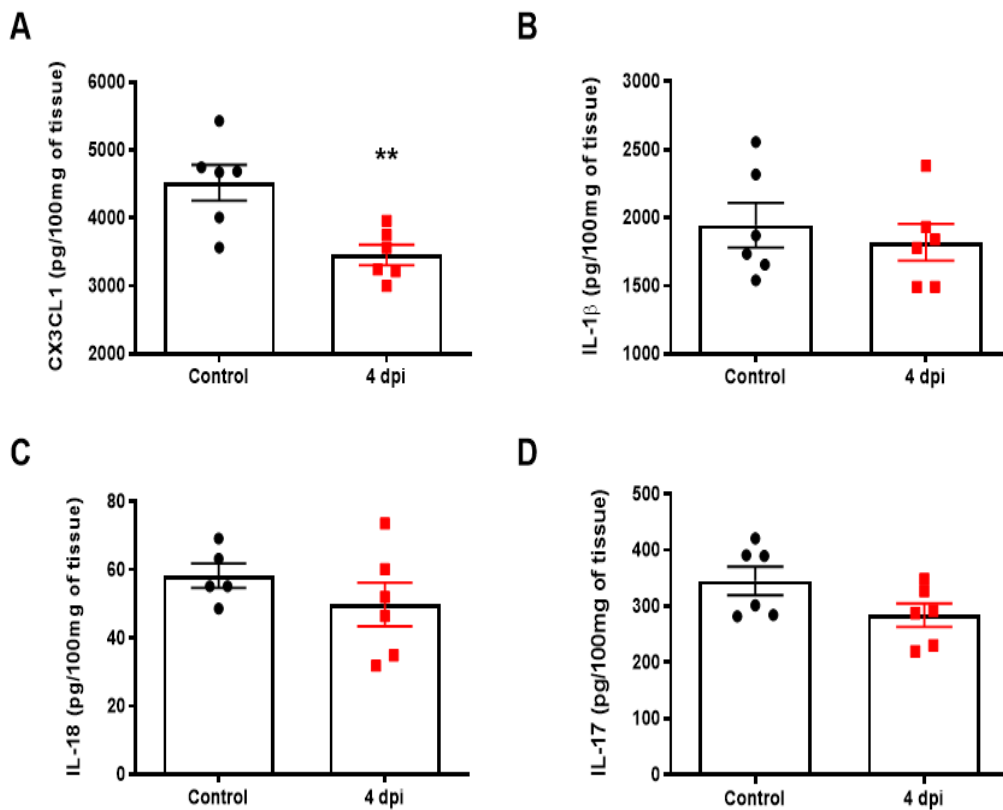 A
CX3CL1 (pg/100mg of tissue)
6000
5000
4000
3000
2000
**
Control
4 dpi
B
IL-1β (pg/100mg of tissue)
3000
2500
2000
1500
1000
Control
4 dpi
C
IL-18 (pg/100mg of tissue)
80
60
40
20
0
Control
4 dpi
D
IL-17 (pg/100mg of tissue)
500
400
300
200
100
0
Control
4 dpi